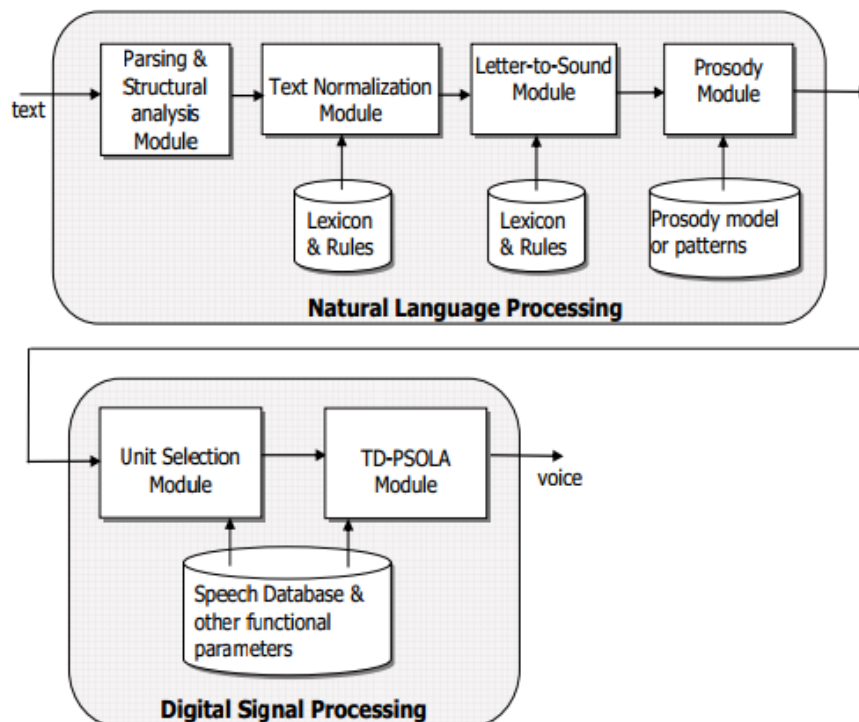 text
Parsing &
Structural
analysis
Module
Text Normalization
Module
Letter-to-Sound
Module
Prosody
Module
Lexicon
& Rules
Lexicon
& Rules
Prosody model
or patterns
Natural Language Processing
Unit Selection
Module
TD-PSOLA
Module
voice
Speech Database &
other functional
parameters
Digital Signal Processing